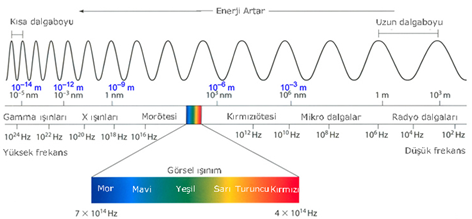 Enerji Artar
Kısa dalgaboyu
Uzun dalgaboyu
10⁻¹⁴ m 10⁻¹² m 10⁻⁹ m 10⁻⁶ m 10⁻³ m
10⁻⁵ nm 10⁻³ nm 1 nm 10³ nm 10⁶ nm 1 m 10³ m
Gamma ışınları X ışınları Morötesi Kırmızıötesi Mikro dalgalar Radyo dalgaları
10²⁴ Hz 10²² Hz 10²⁰ Hz 10¹⁸ Hz 10¹⁶ Hz 10¹² Hz 10¹⁰ Hz 10⁸ Hz 10⁶ Hz 10⁴ Hz 10² Hz
Yüksek frekans Düşük frekans
Görsel ışınım
Mor Mavi Yeşil Sarı Turuncu Kırmızı
7 × 10¹⁴ Hz 4 × 10¹⁴ Hz